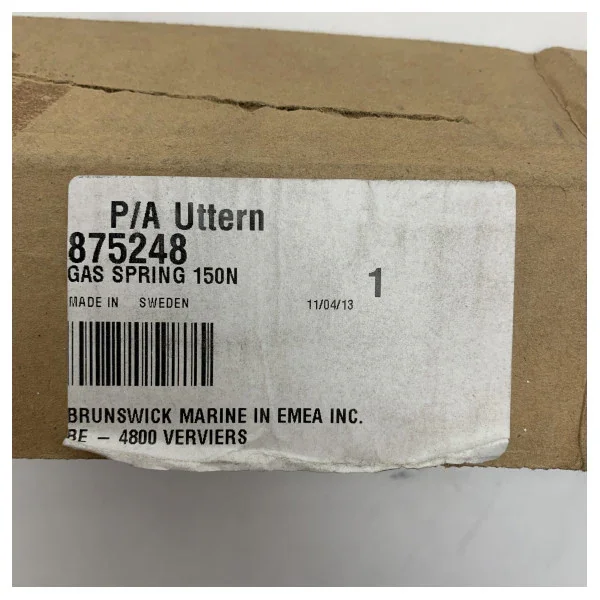 P/A Uttern
875248
GAS SPRING 150N
1
MADE IN SWEDEN 11/04/13
BRUNSWICK MARINE IN EMEA INC.
BE - 4800 VERVIERS